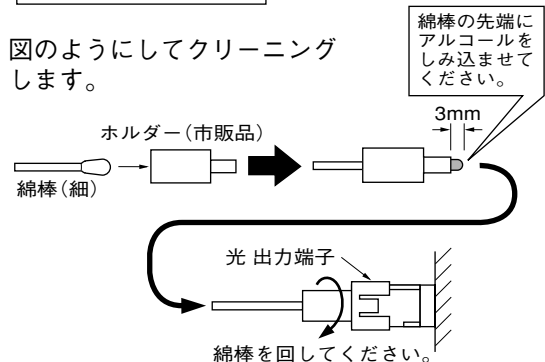 綿棒の先端に
アルコールを
しみ込ませて
ください。
図のようにしてクリーニング
します。
3mm
ホルダー(市販品)
綿棒(細)
光 出力端子
綿棒を回してください。